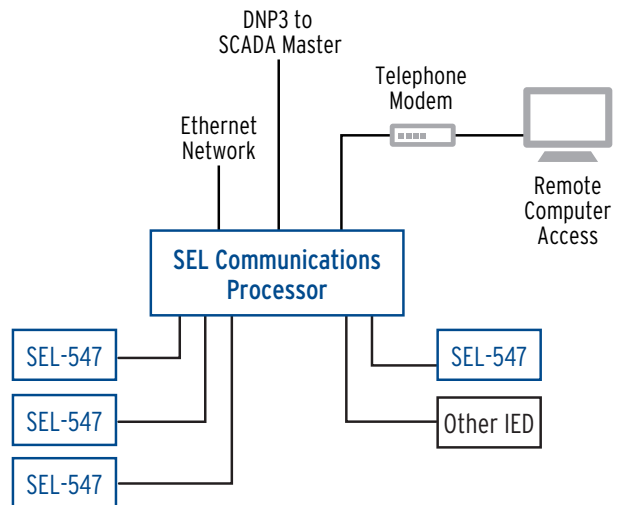 DNP3 to
SCADA Master
Telephone
Modem
Ethernet
Network
Remote
Computer
Access
SEL Communications
Processor
SEL-547
SEL-547
SEL-547
SEL-547
Other IED